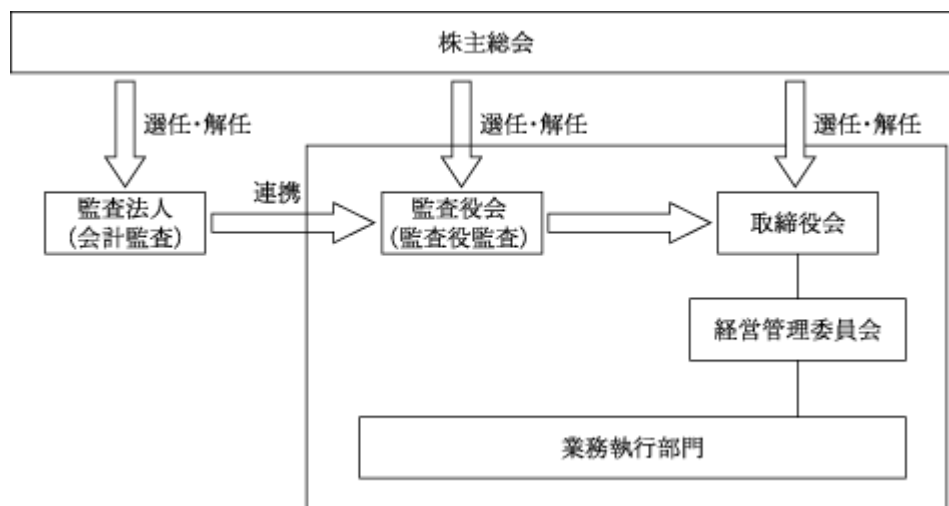 株主総会
選任・解任
選任・解任
選任・解任
連携
監査法人
(会計監査)
監査役会
(監査役監査)
取締役会
経営管理委員会
業務執行部門